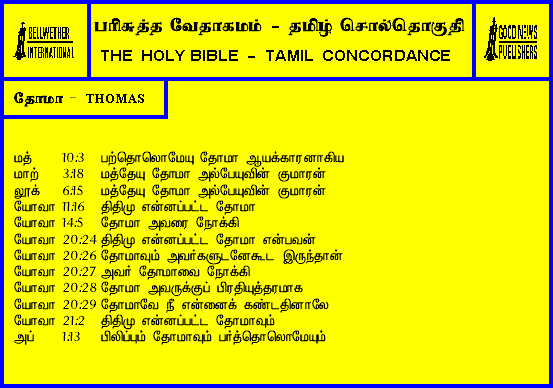 BELLWETHER
INTERNATIONAL
பரிசுத்த வேதாகமம் - தமிழ் சொல்தொகுதி
THE HOLY BIBLE - TAMIL CONCORDANCE
GOOD NEWS
PUBLISHERS
தோமா - THOMAS
மத் 10:3 பற்தொலொமேயு தோமா ஆயக்காரனாகிய
மாற் 3:18 மத்தேயு தோமா அல்பேயுவின் குமாரன்
லூக் 6:15 மத்தேயு தோமா அல்பேயுவின் குமாரன்
யோவா 11:16 திதிமு என்னப்பட்ட தோமா
யோவா 14:5 தோமா அவரை நோக்கி
யோவா 20:24 திதிமு என்னப்பட்ட தோமா என்பவன்
யோவா 20:26 தோமாவும் அவர்களுடனேகூட இருந்தான்
யோவா 20:27 அவர் தோமாவை நோக்கி
யோவா 20:28 தோமா அவருக்குப் பிரதியுத்தரமாக
யோவா 20:29 தோமாவே நீ என்னைக் கண்டதினாலே
யோவா 21:2 திதிமு என்னப்பட்ட தோமாவும்
அப் 1:13 பிலிப்பும் தோமாவும் பர்த்தொலொமேயும்